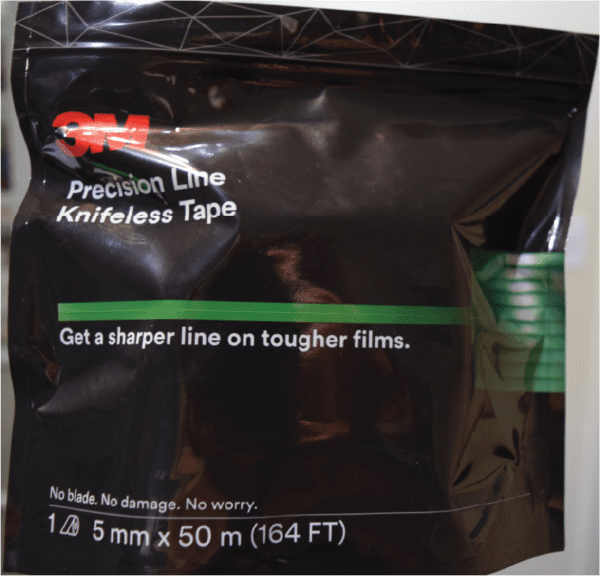 3M
Precision Line
Knifeless Tape
Get a sharper line on tougher films.
No blade. No damage. No worry.
1 5 mm x 50 m (164 FT)